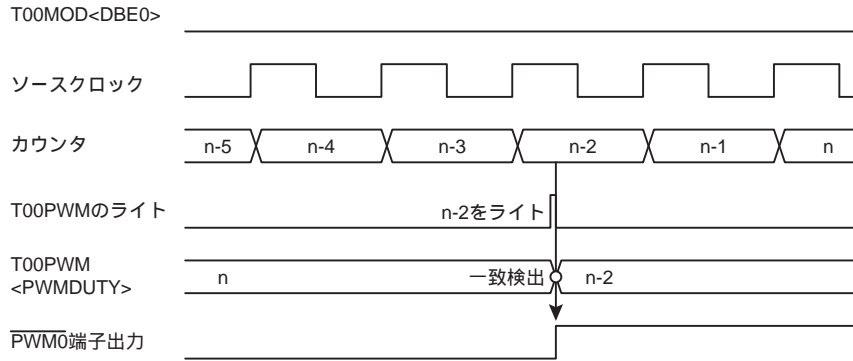 T00MOD<DBE0>
ソースクロック
カウンタ n-5 n-4 n-3 n-2 n-1 n
T00PWMのライト n-2をライト
T00PWM
<PWMDUTY> n 一致検出 n-2
PWM0端子出力